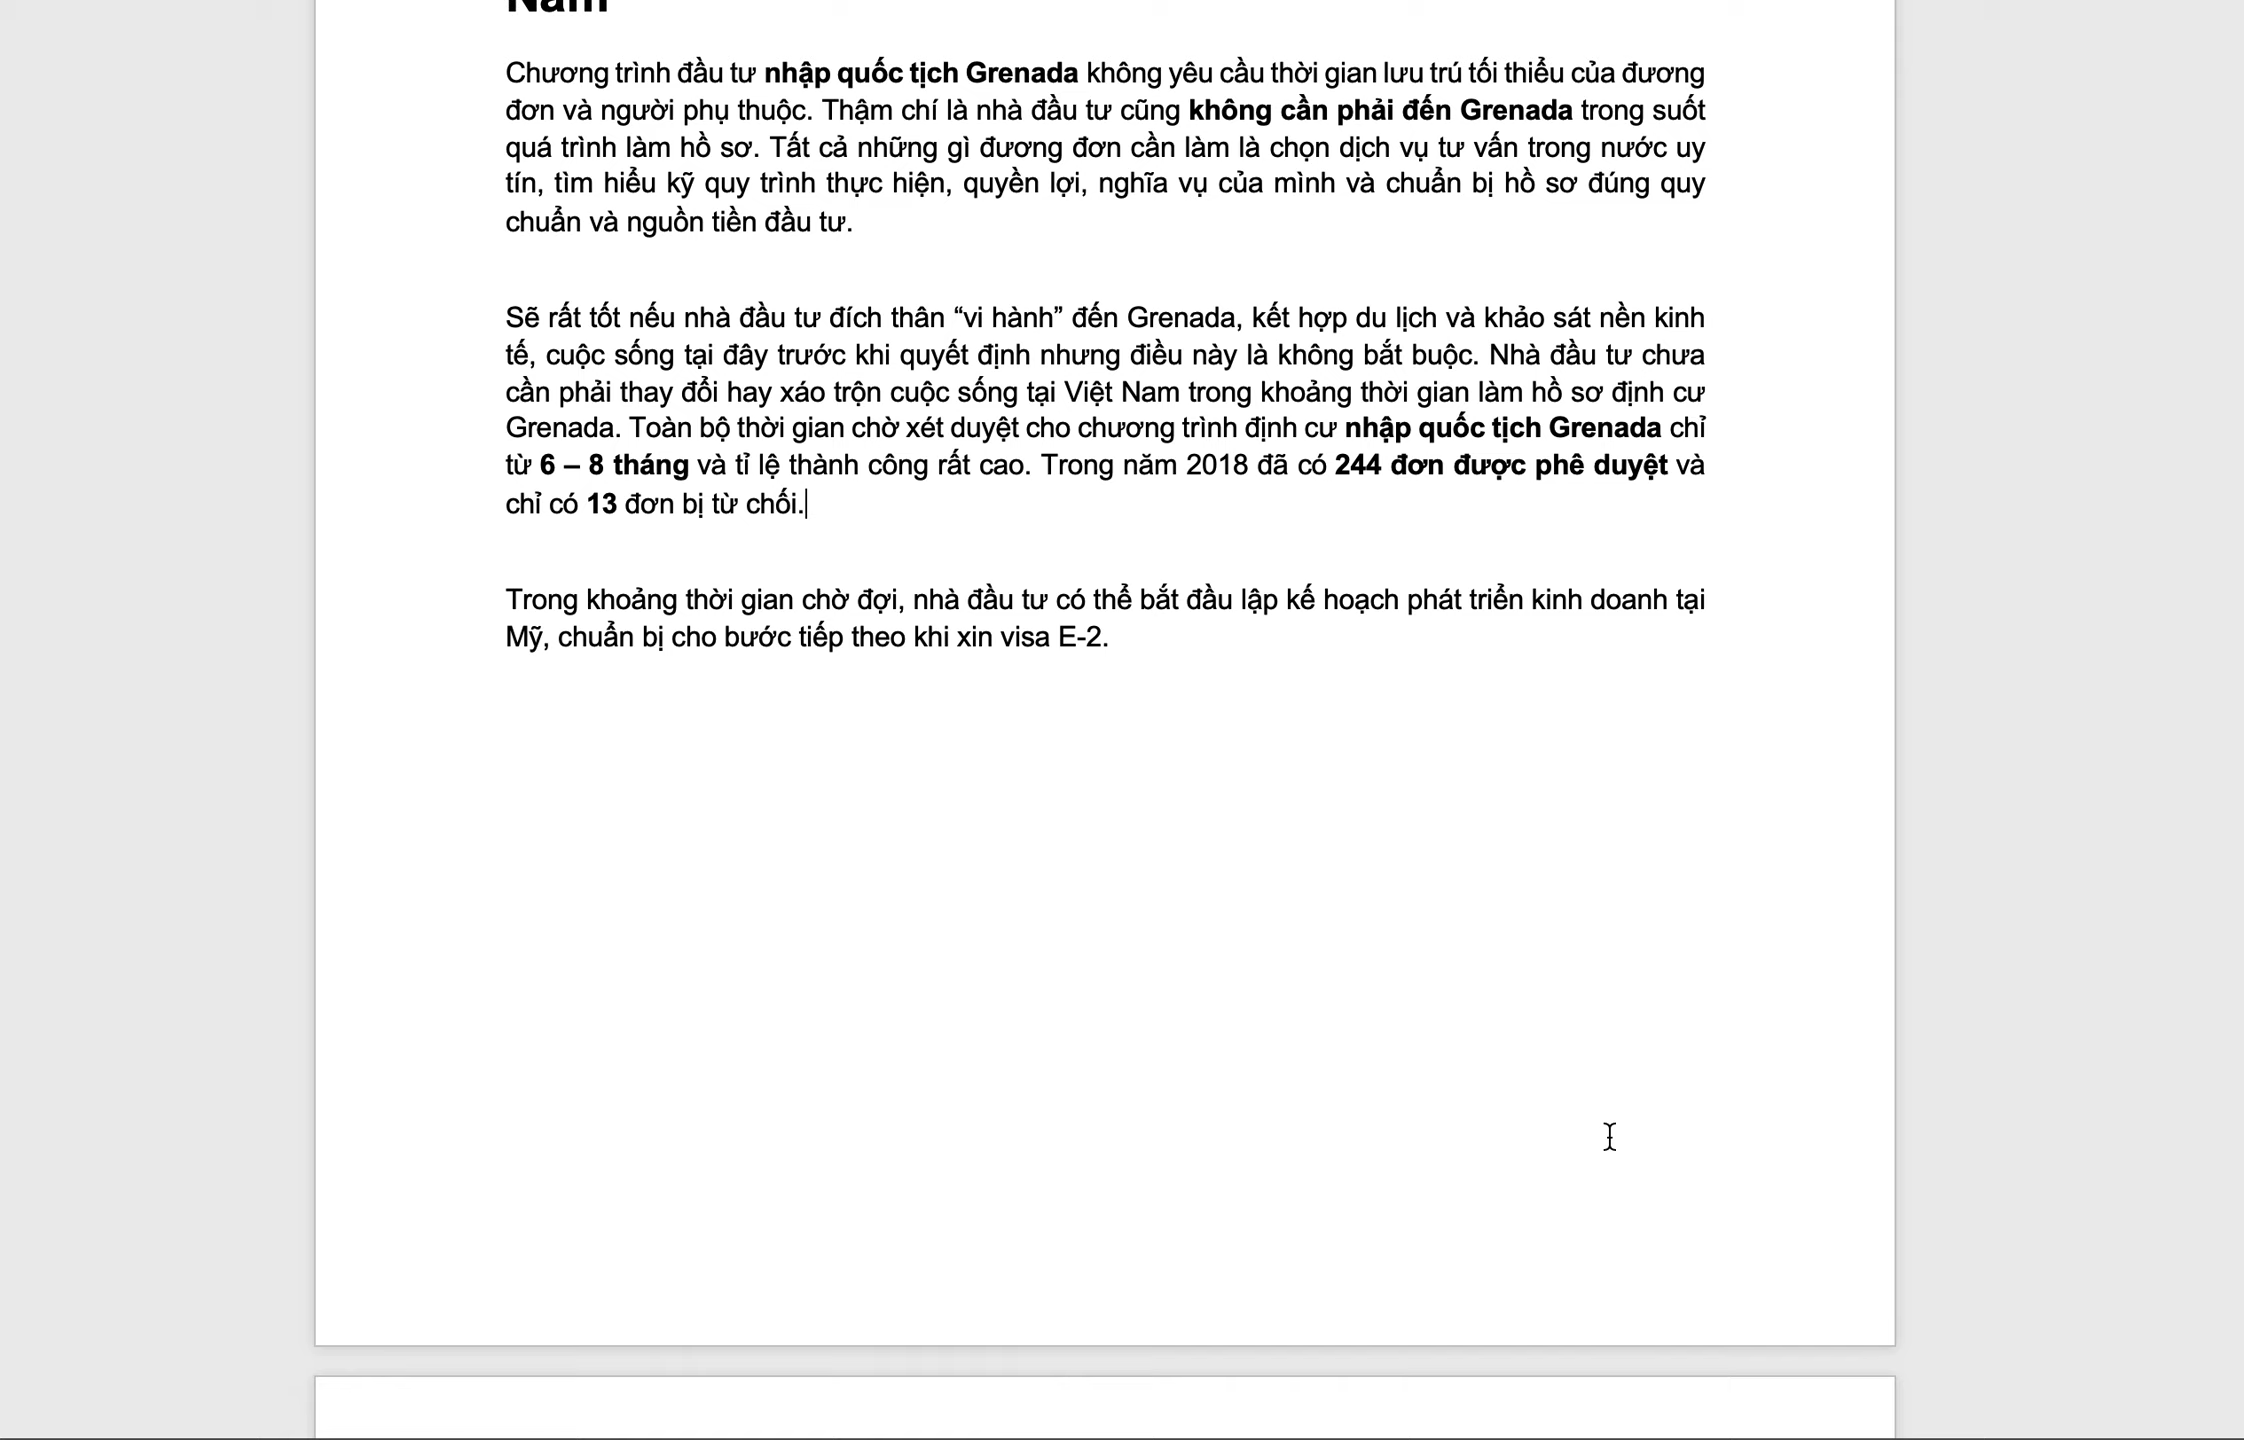 Nam
Chương trình đầu tư nhập quốc tịch Grenada không yêu cầu thời gian lưu trú tối thiểu của đương
đơn và người phụ thuộc. Thậm chí là nhà đầu tư cũng không cần phải đến Grenada trong suốt
quá trình làm hồ sơ. Tất cả những gì đương đơn cần làm là chọn dịch vụ tư vấn trong nước uy
tín, tìm hiểu kỹ quy trình thực hiện, quyền lợi, nghĩa vụ của mình và chuẩn bị hồ sơ đúng quy
chuẩn và nguồn tiền đầu tư.
Sẽ rất tốt nếu nhà đầu tư đích thân “vi hành” đến Grenada, kết hợp du lịch và khảo sát nền kinh
tế, cuộc sống tại đây trước khi quyết định nhưng điều này là không bắt buộc. Nhà đầu tư chưa
cần phải thay đổi hay xáo trộn cuộc sống tại Việt Nam trong khoảng thời gian làm hồ sơ định cư
Grenada. Toàn bộ thời gian chờ xét duyệt cho chương trình định cư nhập quốc tịch Grenada chỉ
từ 6 – 8 tháng và tỉ lệ thành công rất cao. Trong năm 2018 đã có 244 đơn được phê duyệt và
chỉ có 13 đơn bị từ chối.
Trong khoảng thời gian chờ đợi, nhà đầu tư có thể bắt đầu lập kế hoạch phát triển kinh doanh tại
Mỹ, chuẩn bị cho bước tiếp theo khi xin visa E-2.